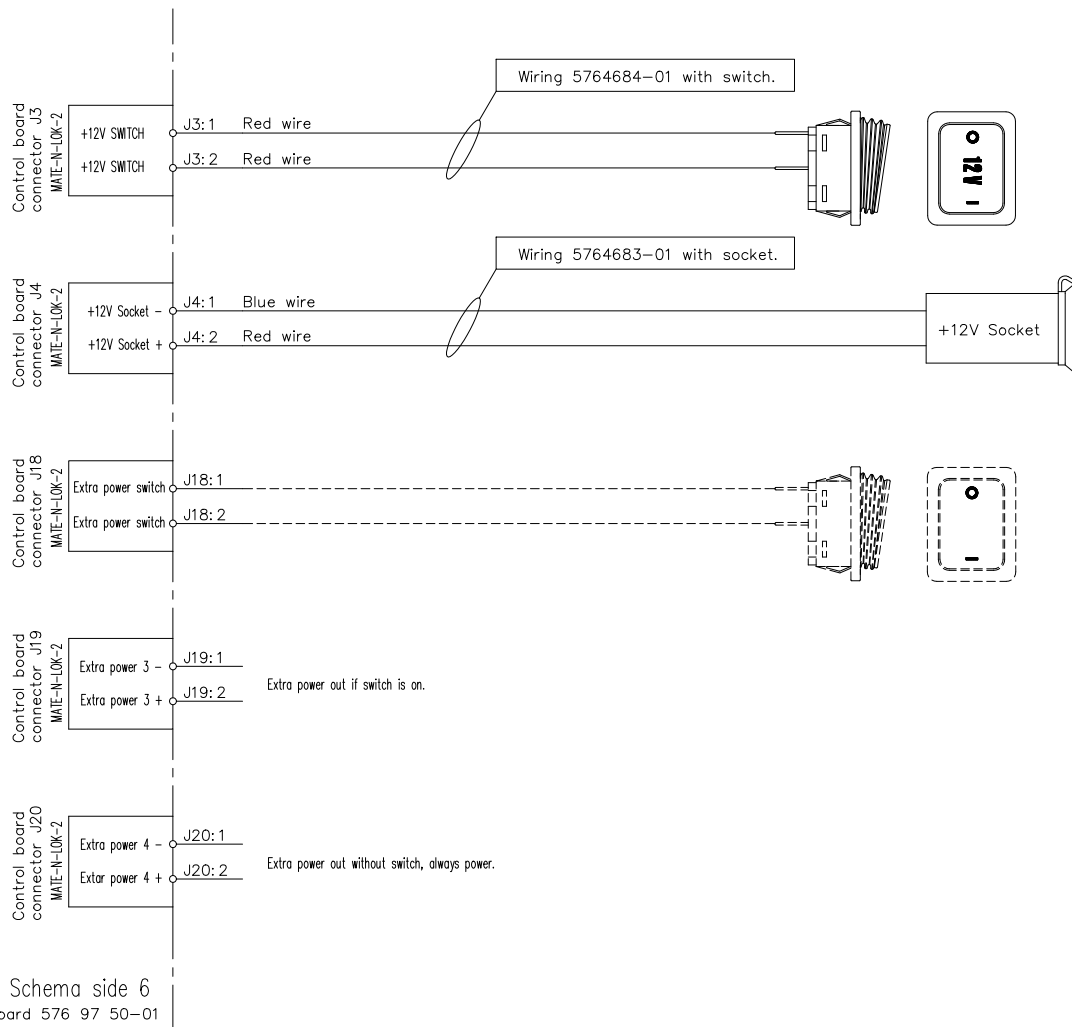 Wiring 5764684-01 with switch.
Control board
connector J3
MATE-N-LOK-2
+12V SWITCH
+12V SWITCH
J3:1 Red wire
J3:2 Red wire
12V
Wiring 5764683-01 with socket.
Control board
connector J4
MATE-N-LOK-2
+12V Socket -
+12V Socket +
J4:1 Blue wire
J4:2 Red wire
+12V Socket
Control board
connector J18
MATE-N-LOK-2
Extra power switch
Extra power switch
J18:1
J18:2
Control board
connector J19
MATE-N-LOK-2
Extra power 3 -
Extra power 3 +
J19:1
J19:2
Extra power out if switch is on.
Control board
connector J20
MATE-N-LOK-2
Extra power 4 -
Extar power 4 +
J20:1
J20:2
Extra power out without switch, always power.
Schema side 6
oard 576 97 50-01